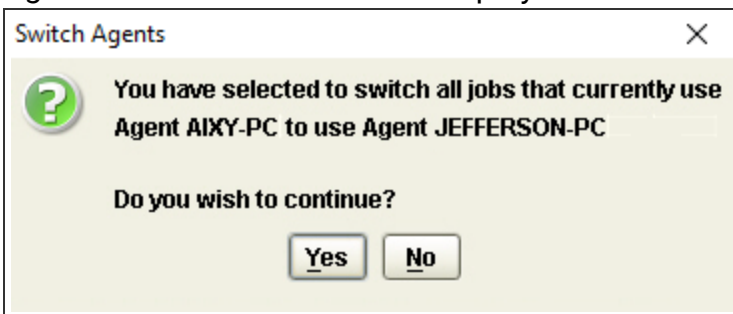 Switch Agents
You have selected to switch all jobs that currently use
Agent AIXY-PC to use Agent JEFFERSON-PC
Do you wish to continue?
Yes No